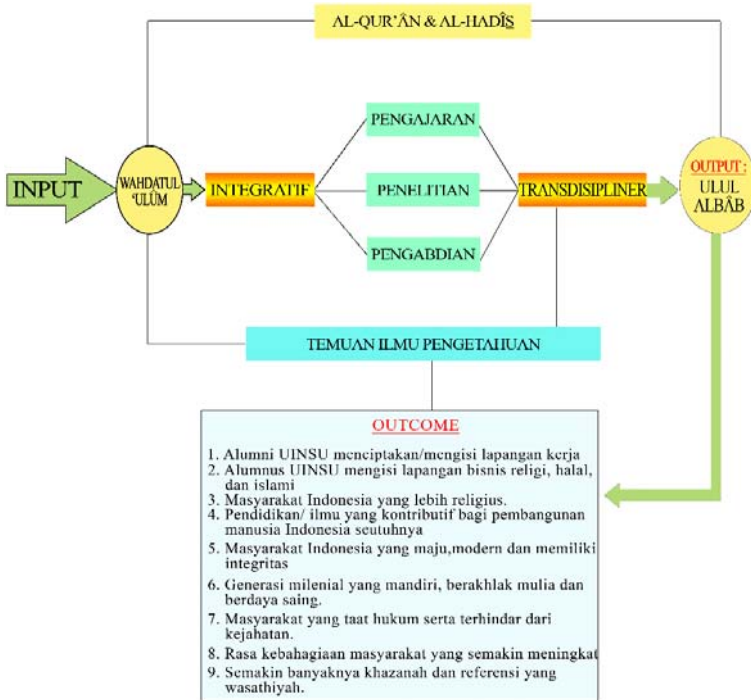 AL-QUR'ÂN & AL-HADÎS
PENGAJARAN
INPUT
WAHDATUL
'ULÛM
INTEGRATIF
PENELITIAN
TRANSDISIPLINER
OUTPUT :
ULUL
ALBÂB
PENGABDIAN
TEMUAN ILMU PENGETAHUAN
OUTCOME
1. Alumni UINSU menciptakan/mengisi lapangan kerja
2. Alumnus UINSU mengisi lapangan bisnis religi, halal,
dan islami
3. Masyarakat Indonesia yang lebih religius.
4. Pendidikan/ ilmu yang kontributif bagi pembangunan
manusia Indonesia seutuhnya
5. Masyarakat Indonesia yang maju,modern dan memiliki
integritas
6. Generasi milenial yang mandiri, berakhlak mulia dan
berdaya saing.
7. Masyarakat yang taat hukum serta terhindar dari
kejahatan.
8. Rasa kebahagiaan masyarakat yang semakin meningkat
9. Semakin banyaknya khazanah dan referensi yang
wasathiyah.